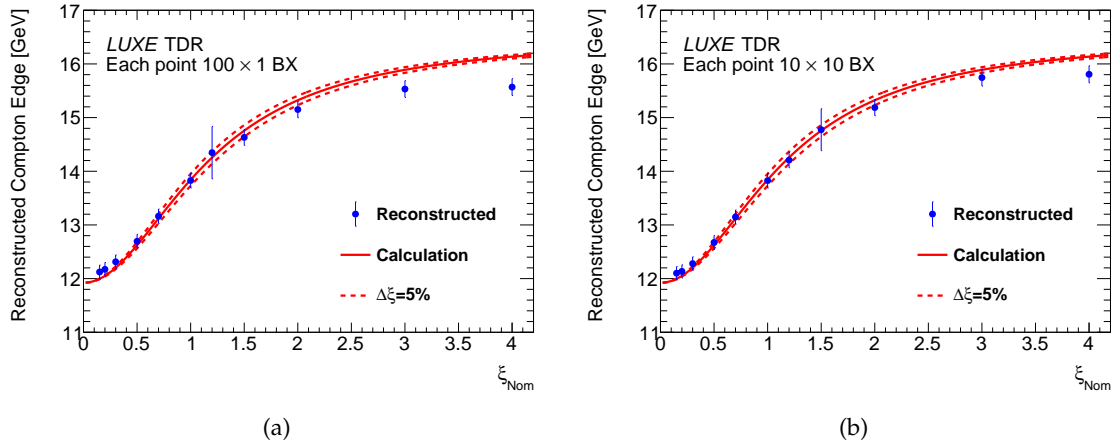 Reconstructed Compton Edge [GeV]
17
16
15
14
13
12
11
LUXE TDR
Each point 100 × 1 BX
Reconstructed
Calculation
Δξ=5%
0 0.5 1 1.5 2 2.5 3 3.5 4
ξNom
(a)
Reconstructed Compton Edge [GeV]
17
16
15
14
13
12
11
LUXE TDR
Each point 10 × 10 BX
Reconstructed
Calculation
Δξ=5%
0 0.5 1 1.5 2 2.5 3 3.5 4
ξNom
(b)